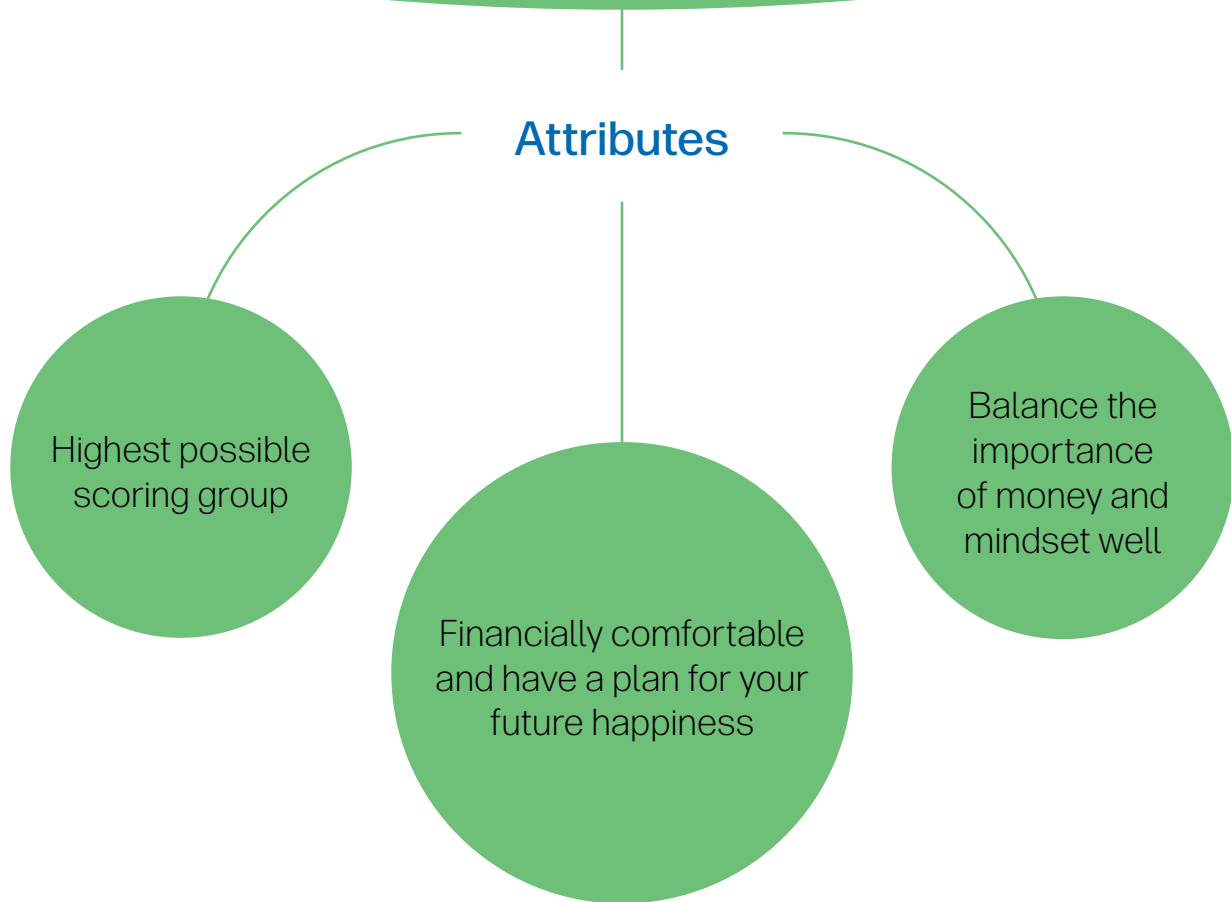 Attributes
Highest possible
scoring group
Financially comfortable
and have a plan for your
future happiness
Balance the
importance
of money and
mindset well